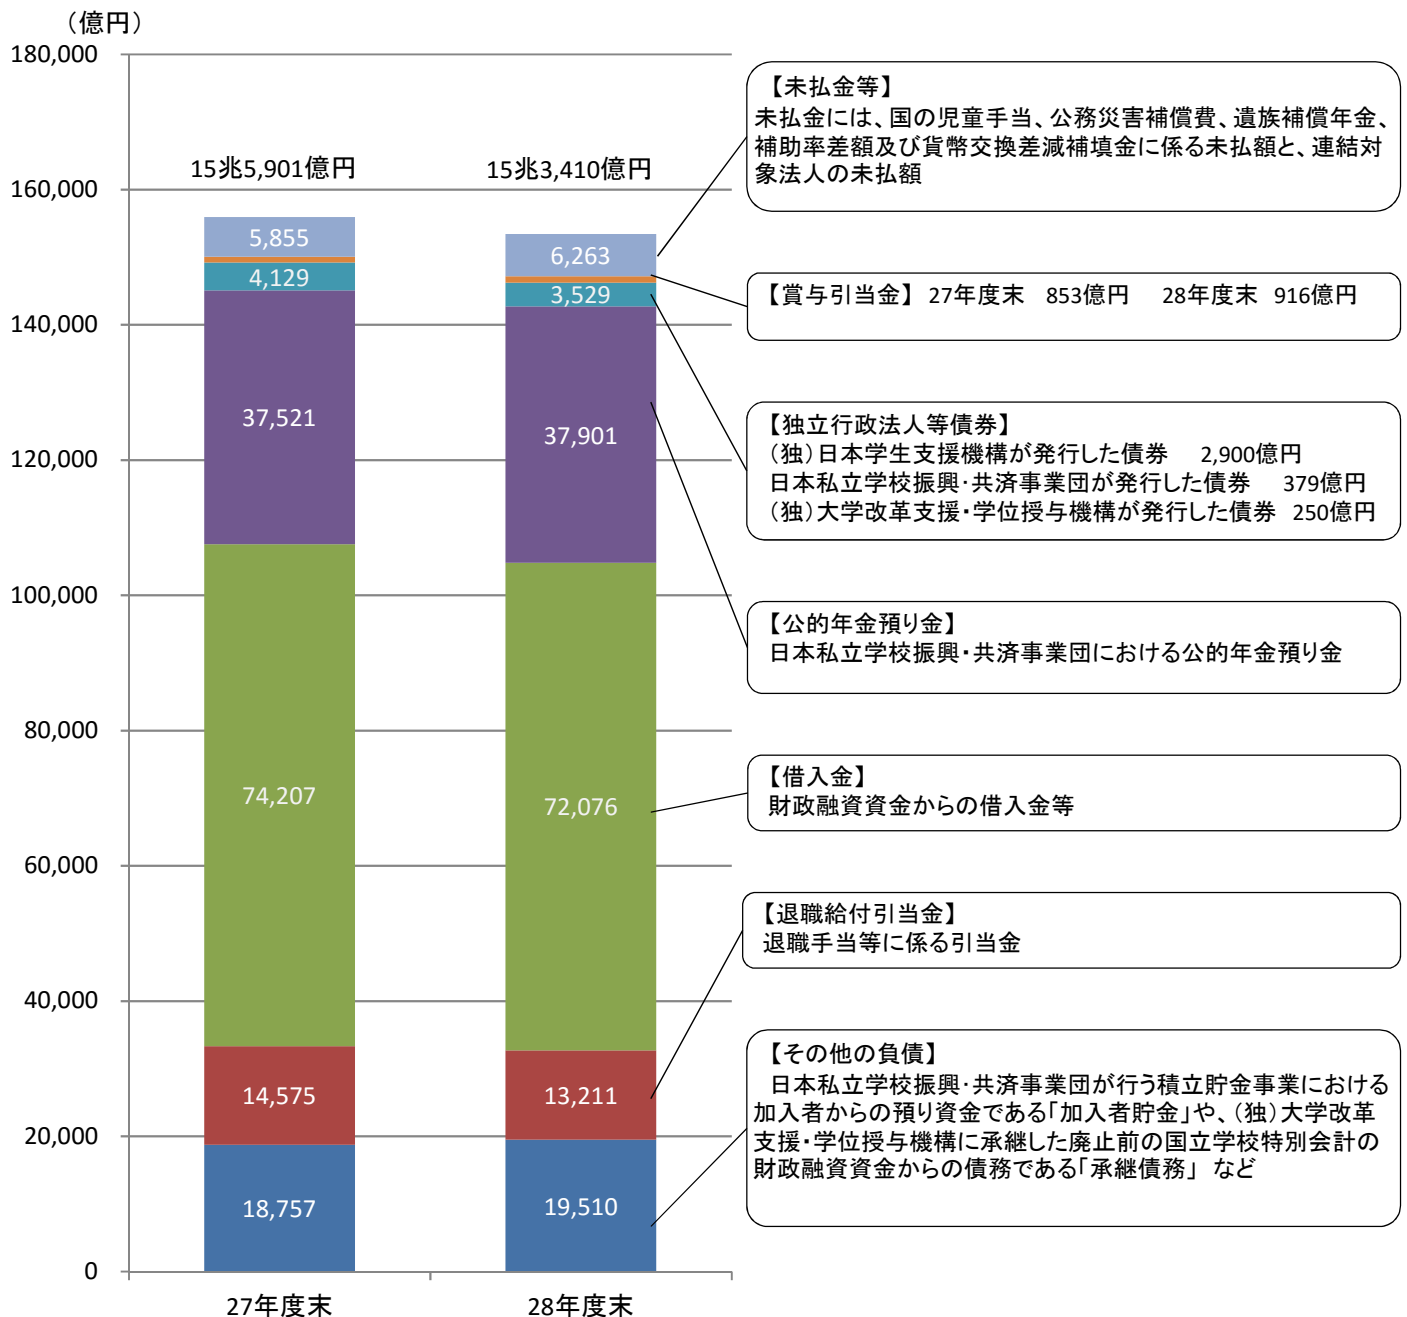 （億円）
180,000
160,000
140,000
120,000
100,000
80,000
60,000
40,000
20,000
0
15兆5,901億円
5,855
4,129
37,521
74,207
14,575
18,757
27年度末
15兆3,410億円
6,263
3,529
37,901
72,076
13,211
19,510
28年度末
【未払金等】
未払金には、国の児童手当、公務災害補償費、遺族補償年金、
補助率差額及び貨幣交換差減補填金に係る未払額と、連結対
象法人の未払額
【賞与引当金】 27年度末 853億円 28年度末 916億円
【独立行政法人等債券】
（独）日本学生支援機構が発行した債券 2,900億円
日本私立学校振興・共済事業団が発行した債券 379億円
（独）大学改革支援・学位授与機構が発行した債券 250億円
【公的年金預り金】
日本私立学校振興・共済事業団における公的年金預り金
【借入金】
財政融資資金からの借入金等
【退職給付引当金】
退職手当等に係る引当金
【その他の負債】
日本私立学校振興・共済事業団が行う積立貯金事業における
加入者からの預り資金である「加入者貯金」や、（独）大学改革
支援・学位授与機構に承継した廃止前の国立学校特別会計の
財政融資資金からの債務である「承継債務」 など